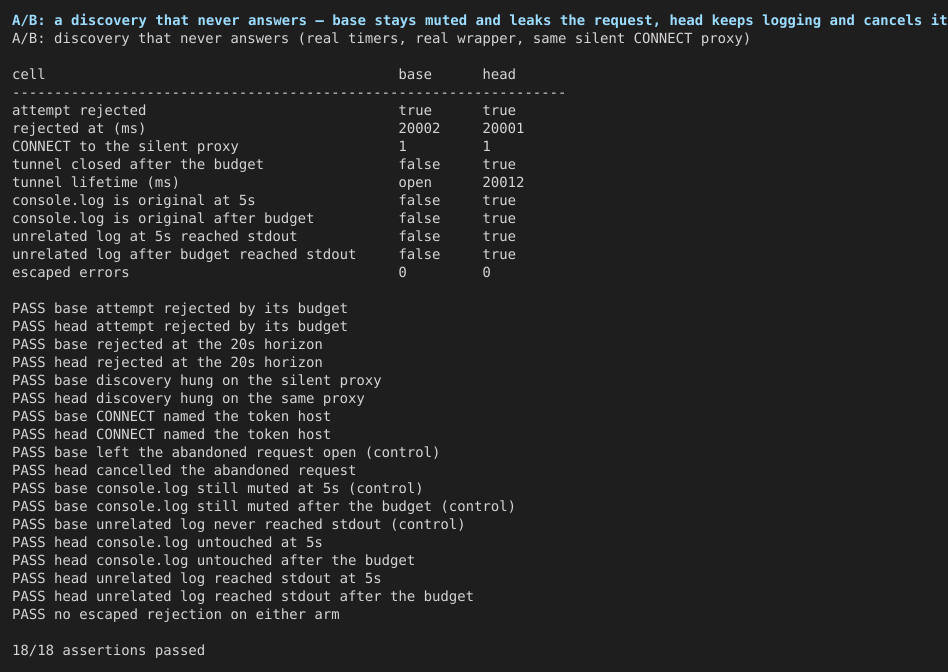 A/B: a discovery that never answers — base stays muted and leaks the request, head keeps logging and cancels it
A/B: discovery that never answers (real timers, real wrapper, same silent CONNECT proxy)
cell base head
------------------------------------------------------------------
attempt rejected true true
rejected at (ms) 20002 20001
CONNECT to the silent proxy 1 1
tunnel closed after the budget false true
tunnel lifetime (ms) open 20012
console.log is original at 5s false true
console.log is original after budget false true
unrelated log at 5s reached stdout false true
unrelated log after budget reached stdout false true
escaped errors 0 0
PASS base attempt rejected by its budget
PASS head attempt rejected by its budget
PASS base rejected at the 20s horizon
PASS head rejected at the 20s horizon
PASS base discovery hung on the silent proxy
PASS head discovery hung on the same proxy
PASS base CONNECT named the token host
PASS head CONNECT named the token host
PASS base left the abandoned request open (control)
PASS head cancelled the abandoned request
PASS base console.log still muted at 5s (control)
PASS base console.log still muted after the budget (control)
PASS base unrelated log never reached stdout (control)
PASS head console.log untouched at 5s
PASS head console.log untouched after the budget
PASS head unrelated log reached stdout at 5s
PASS head unrelated log reached stdout after the budget
PASS no escaped rejection on either arm
18/18 assertions passed